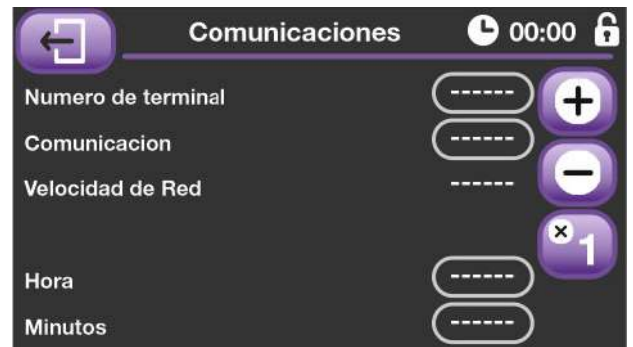 Comunicaciones 00:00
Numero de terminal ------
Comunicacion ------
Velocidad de Red ------
×1
Hora ------
Minutos ------